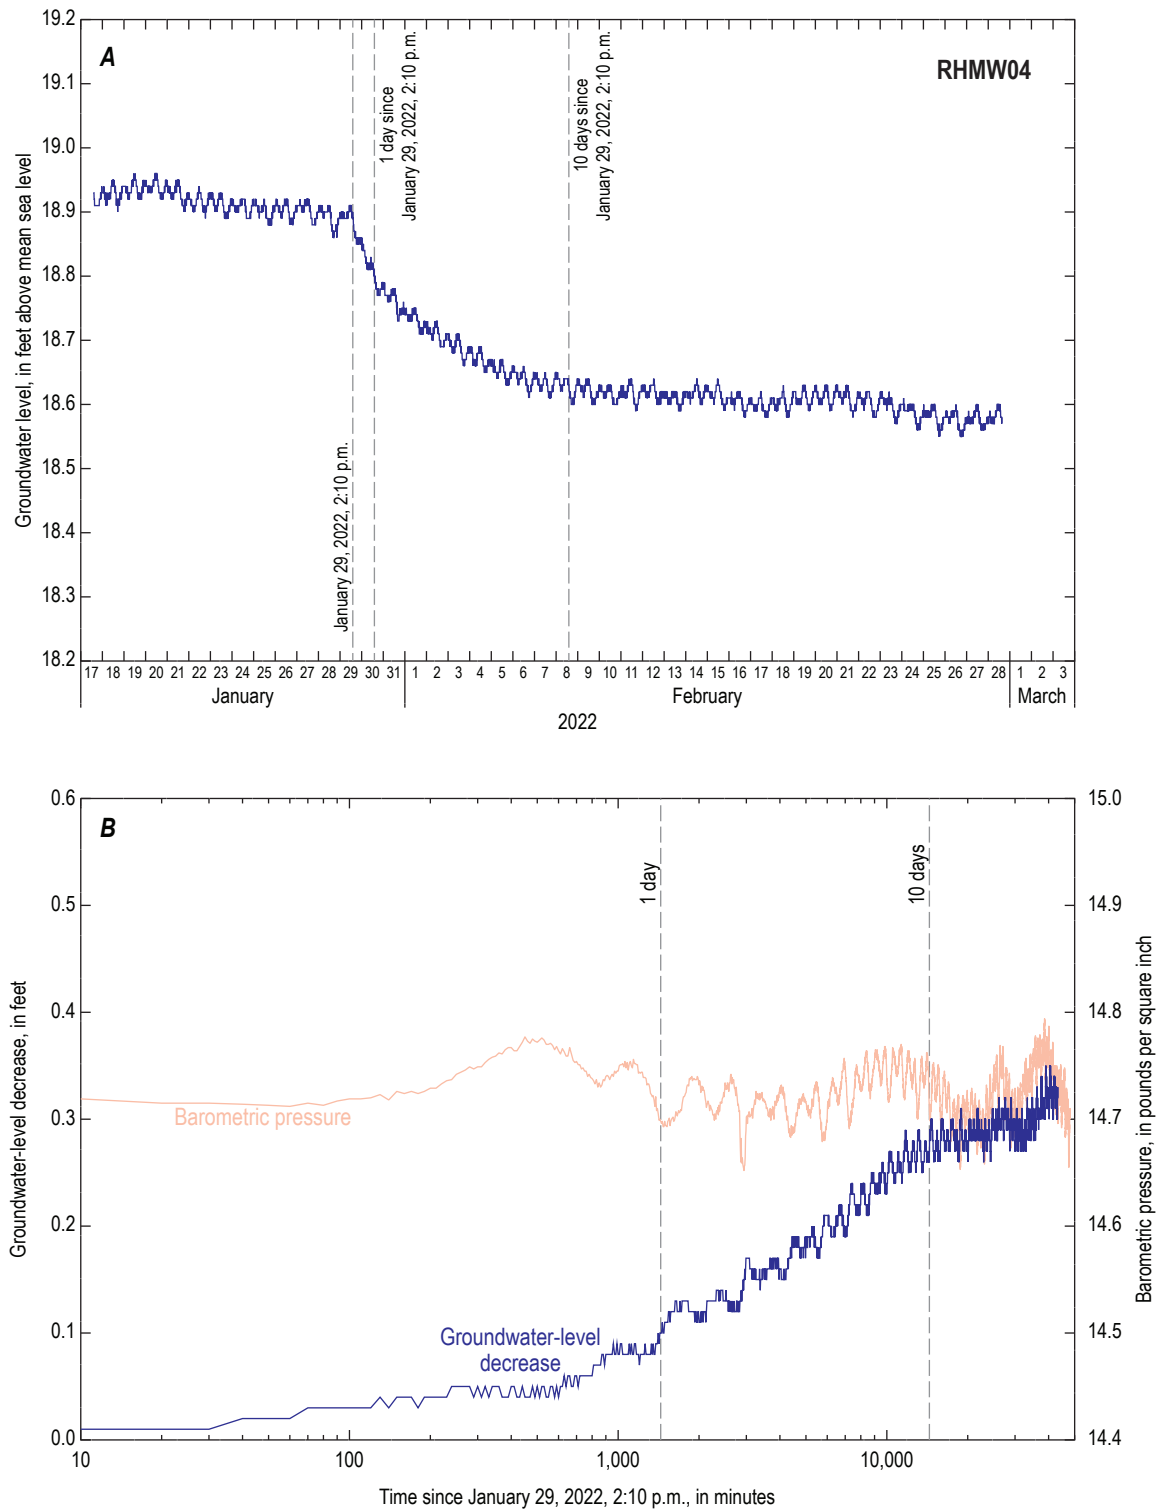 A
RHMW04
19.2
19.1
19.0
18.9
18.8
18.7
18.6
18.5
18.4
18.3
18.2
Groundwater level, in feet above mean sea level
January 29, 2022, 2:10 p.m.
1 day since
January 29, 2022, 2:10 p.m.
10 days since
January 29, 2022, 2:10 p.m.
17 18 19 20 21 22 23 24 25 26 27 28 29 30 31 1 2 3 4 5 6 7 8 9 10 11 12 13 14 15 16 17 18 19 20 21 22 23 24 25 26 27 28 1 2 3
January February March
2022
B
0.6
0.5
0.4
0.3
0.2
0.1
0.0
Groundwater-level decrease, in feet
1 day
10 days
Barometric pressure
Groundwater-level
decrease
15.0
14.9
14.8
14.7
14.6
14.5
14.4
Barometric pressure, in pounds per square inch
10 100 1,000 10,000
Time since January 29, 2022, 2:10 p.m., in minutes